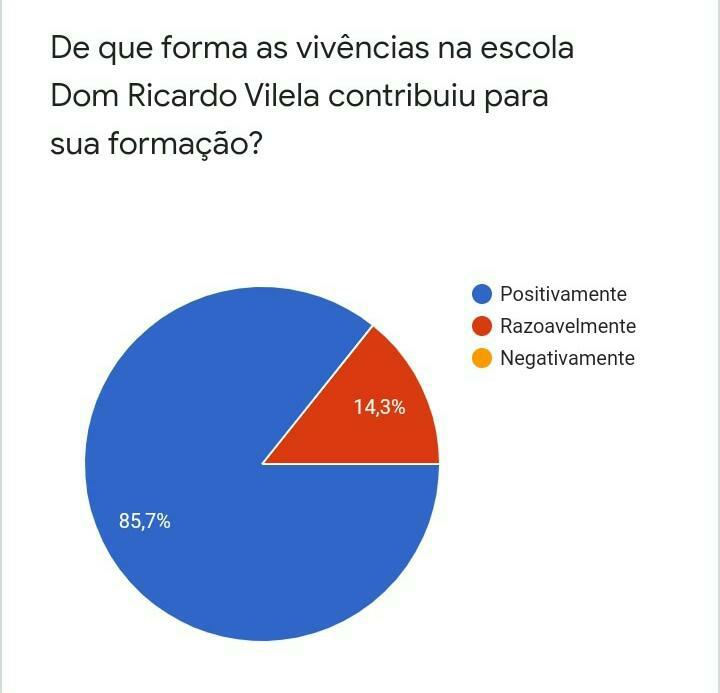 De que forma as vivências na escola
Dom Ricardo Vilela contribuiu para
sua formação?
Positivamente
Razoavelmente
Negativamente
14,3%
85,7%